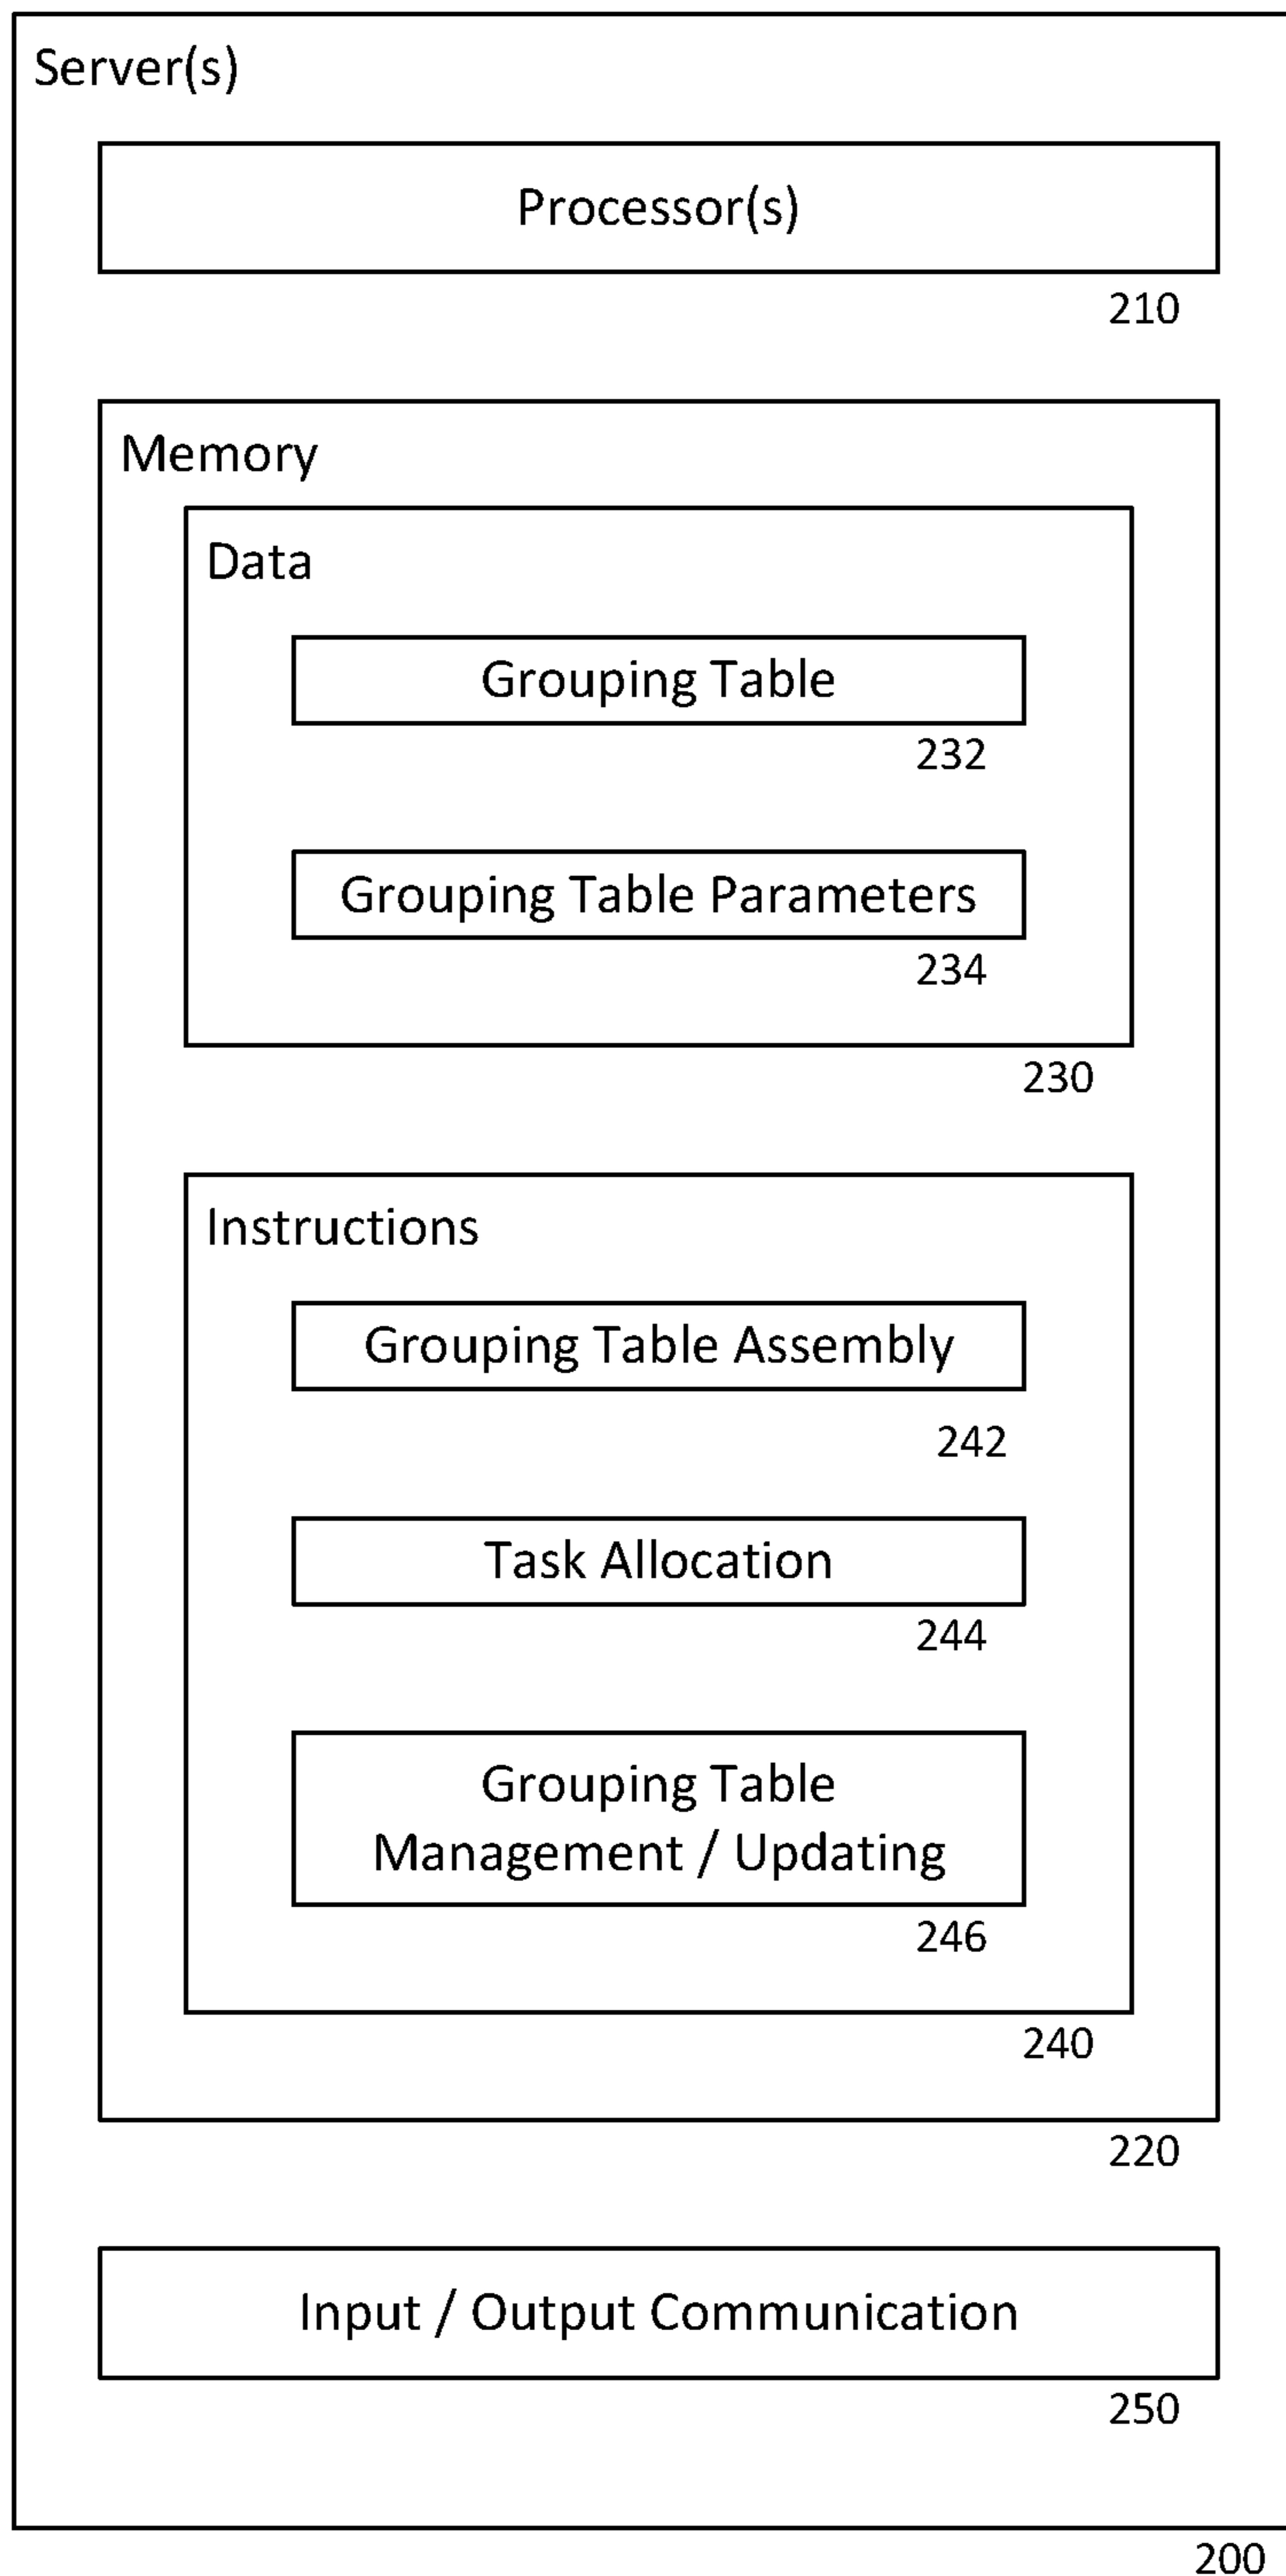 Server(s)
Processor(s)
210
Memory
Data
Grouping Table
232
Grouping Table Parameters
234
230
Instructions
Grouping Table Assembly
242
Task Allocation
244
Grouping Table
Management / Updating
246
240
220
Input / Output Communication
250
200